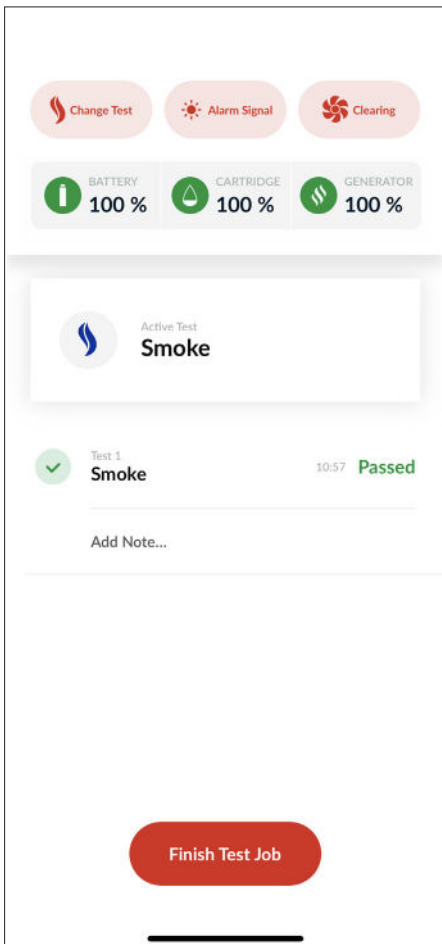 Change Test
Alarm Signal
Clearing
BATTERY
100 %
CARTRIDGE
100 %
GENERATOR
100 %
Active Test
Smoke
Test 1
Smoke
10:57 Passed
Add Note...
Finish Test Job